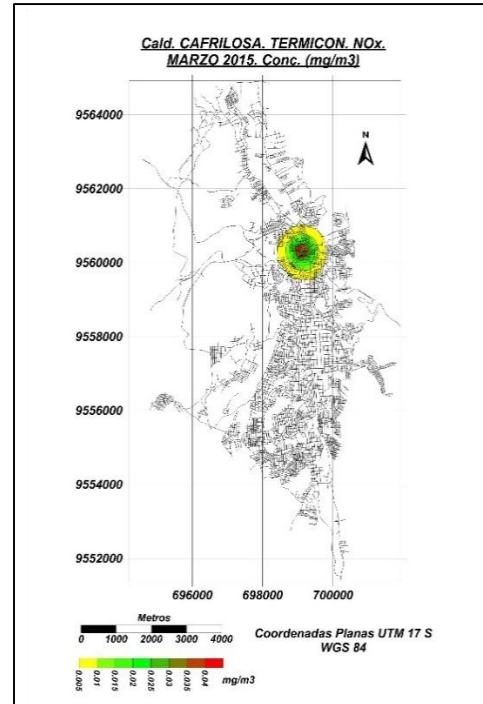 Cald. CAFRILOSA. TERMICON. NOx.
MARZO 2015. Conc. (mg/m3)
9564000
N
9562000
9560000
9558000
9556000
9554000
9552000
696000 698000 700000
Metros
0 1000 2000 3000 4000
Coordenadas Planas UTM 17 S
WGS 84
0.005 0.01 0.015 0.02 0.025 0.03 0.035 0.04 mg/m3